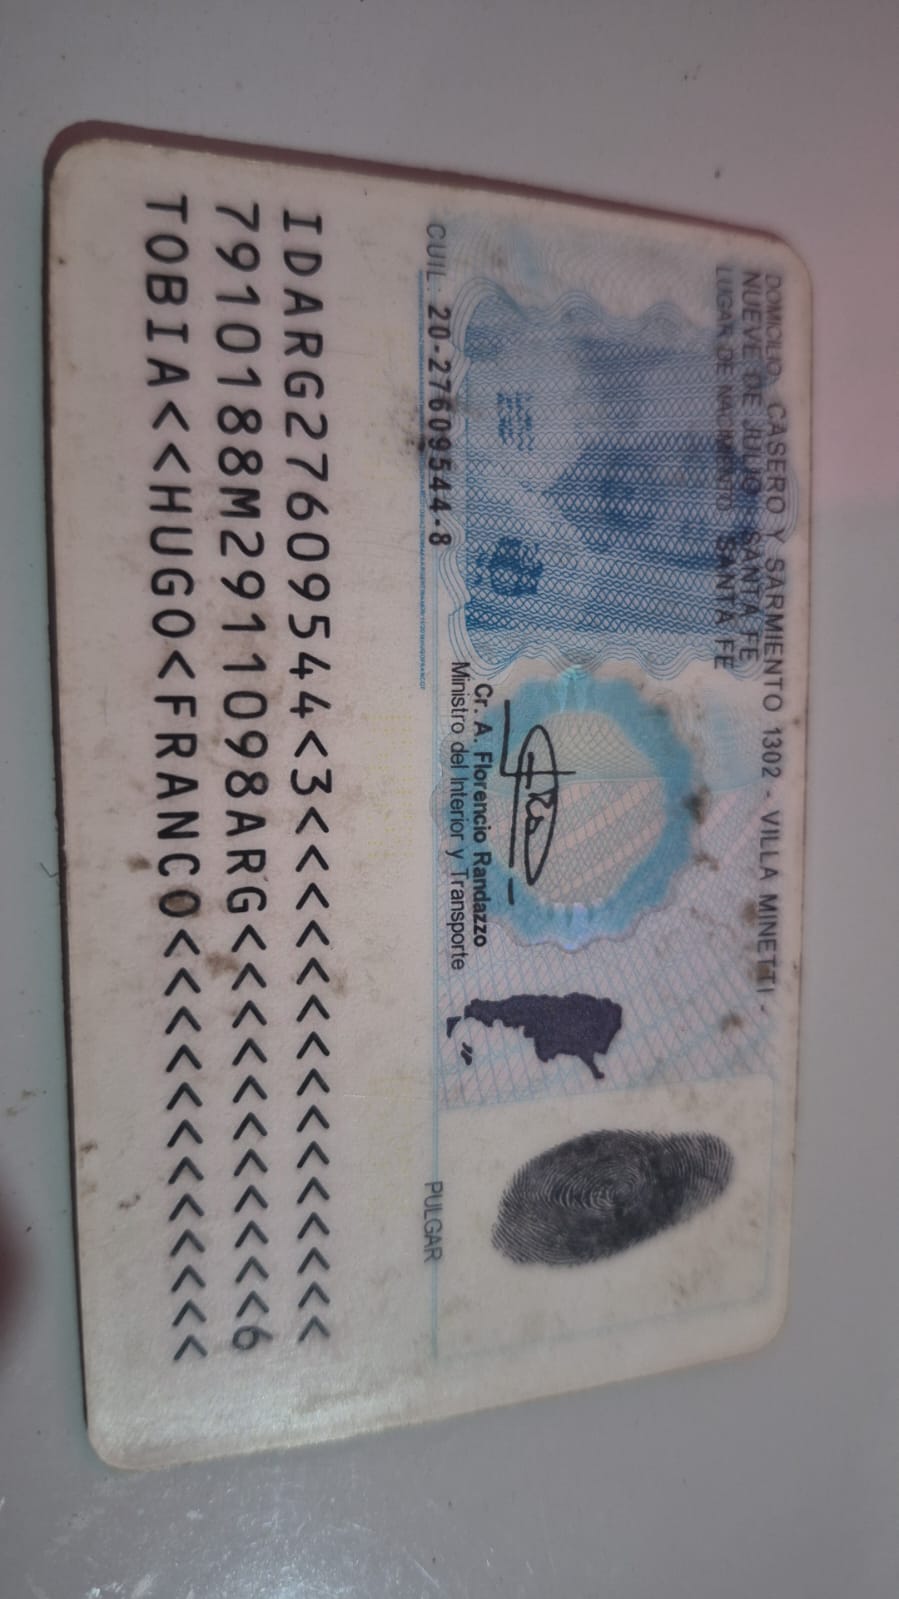 DOMICILIO: CASERO Y SARMIENTO 1302 - VILLA MINETTI -
NUEVE DE JULIO - SANTA FE
LUGAR DE NACIMIENTO: SANTA FE
Cr. A. Florencio Randazzo
Ministro del Interior y Transporte
CUIL: 20-27609544-8
PULGAR
IDARG27609544<3<<<<<<<<<<<<<<<
7910188M2911098ARG<<<<<<<<<<<6
TOBIA<<HUGO<FRANCO<<<<<<<<<<<<